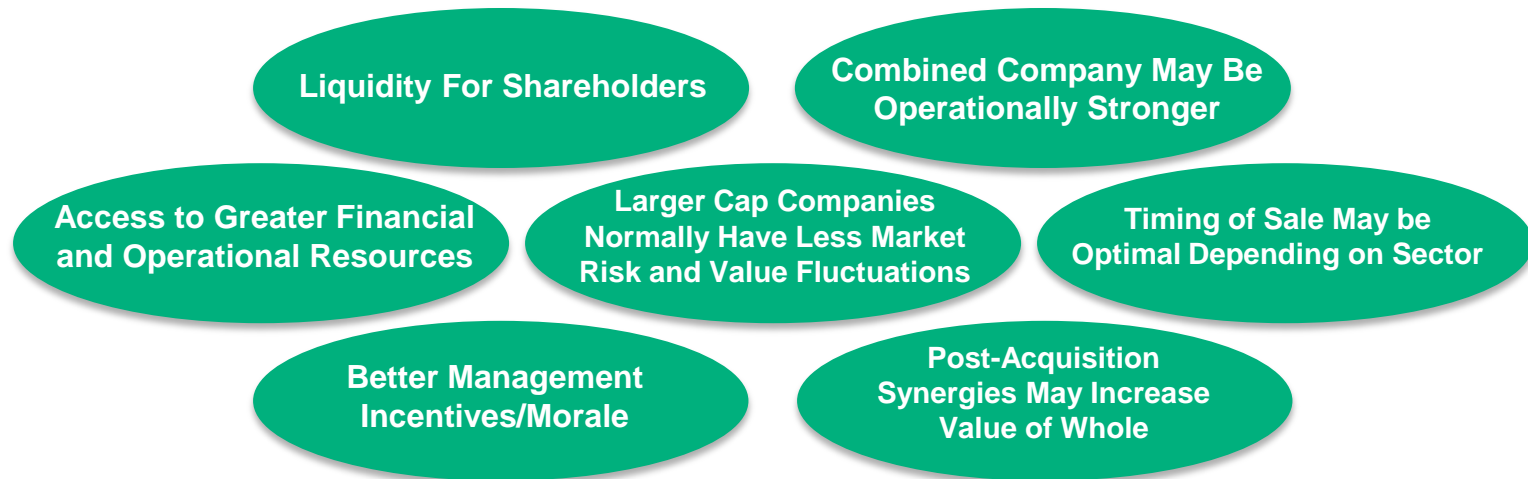 Liquidity For Shareholders
Combined Company May Be
Operationally Stronger
Access to Greater Financial
and Operational Resources
Larger Cap Companies
Normally Have Less Market
Risk and Value Fluctuations
Timing of Sale May be
Optimal Depending on Sector
Better Management
Incentives/Morale
Post-Acquisition
Synergies May Increase
Value of Whole